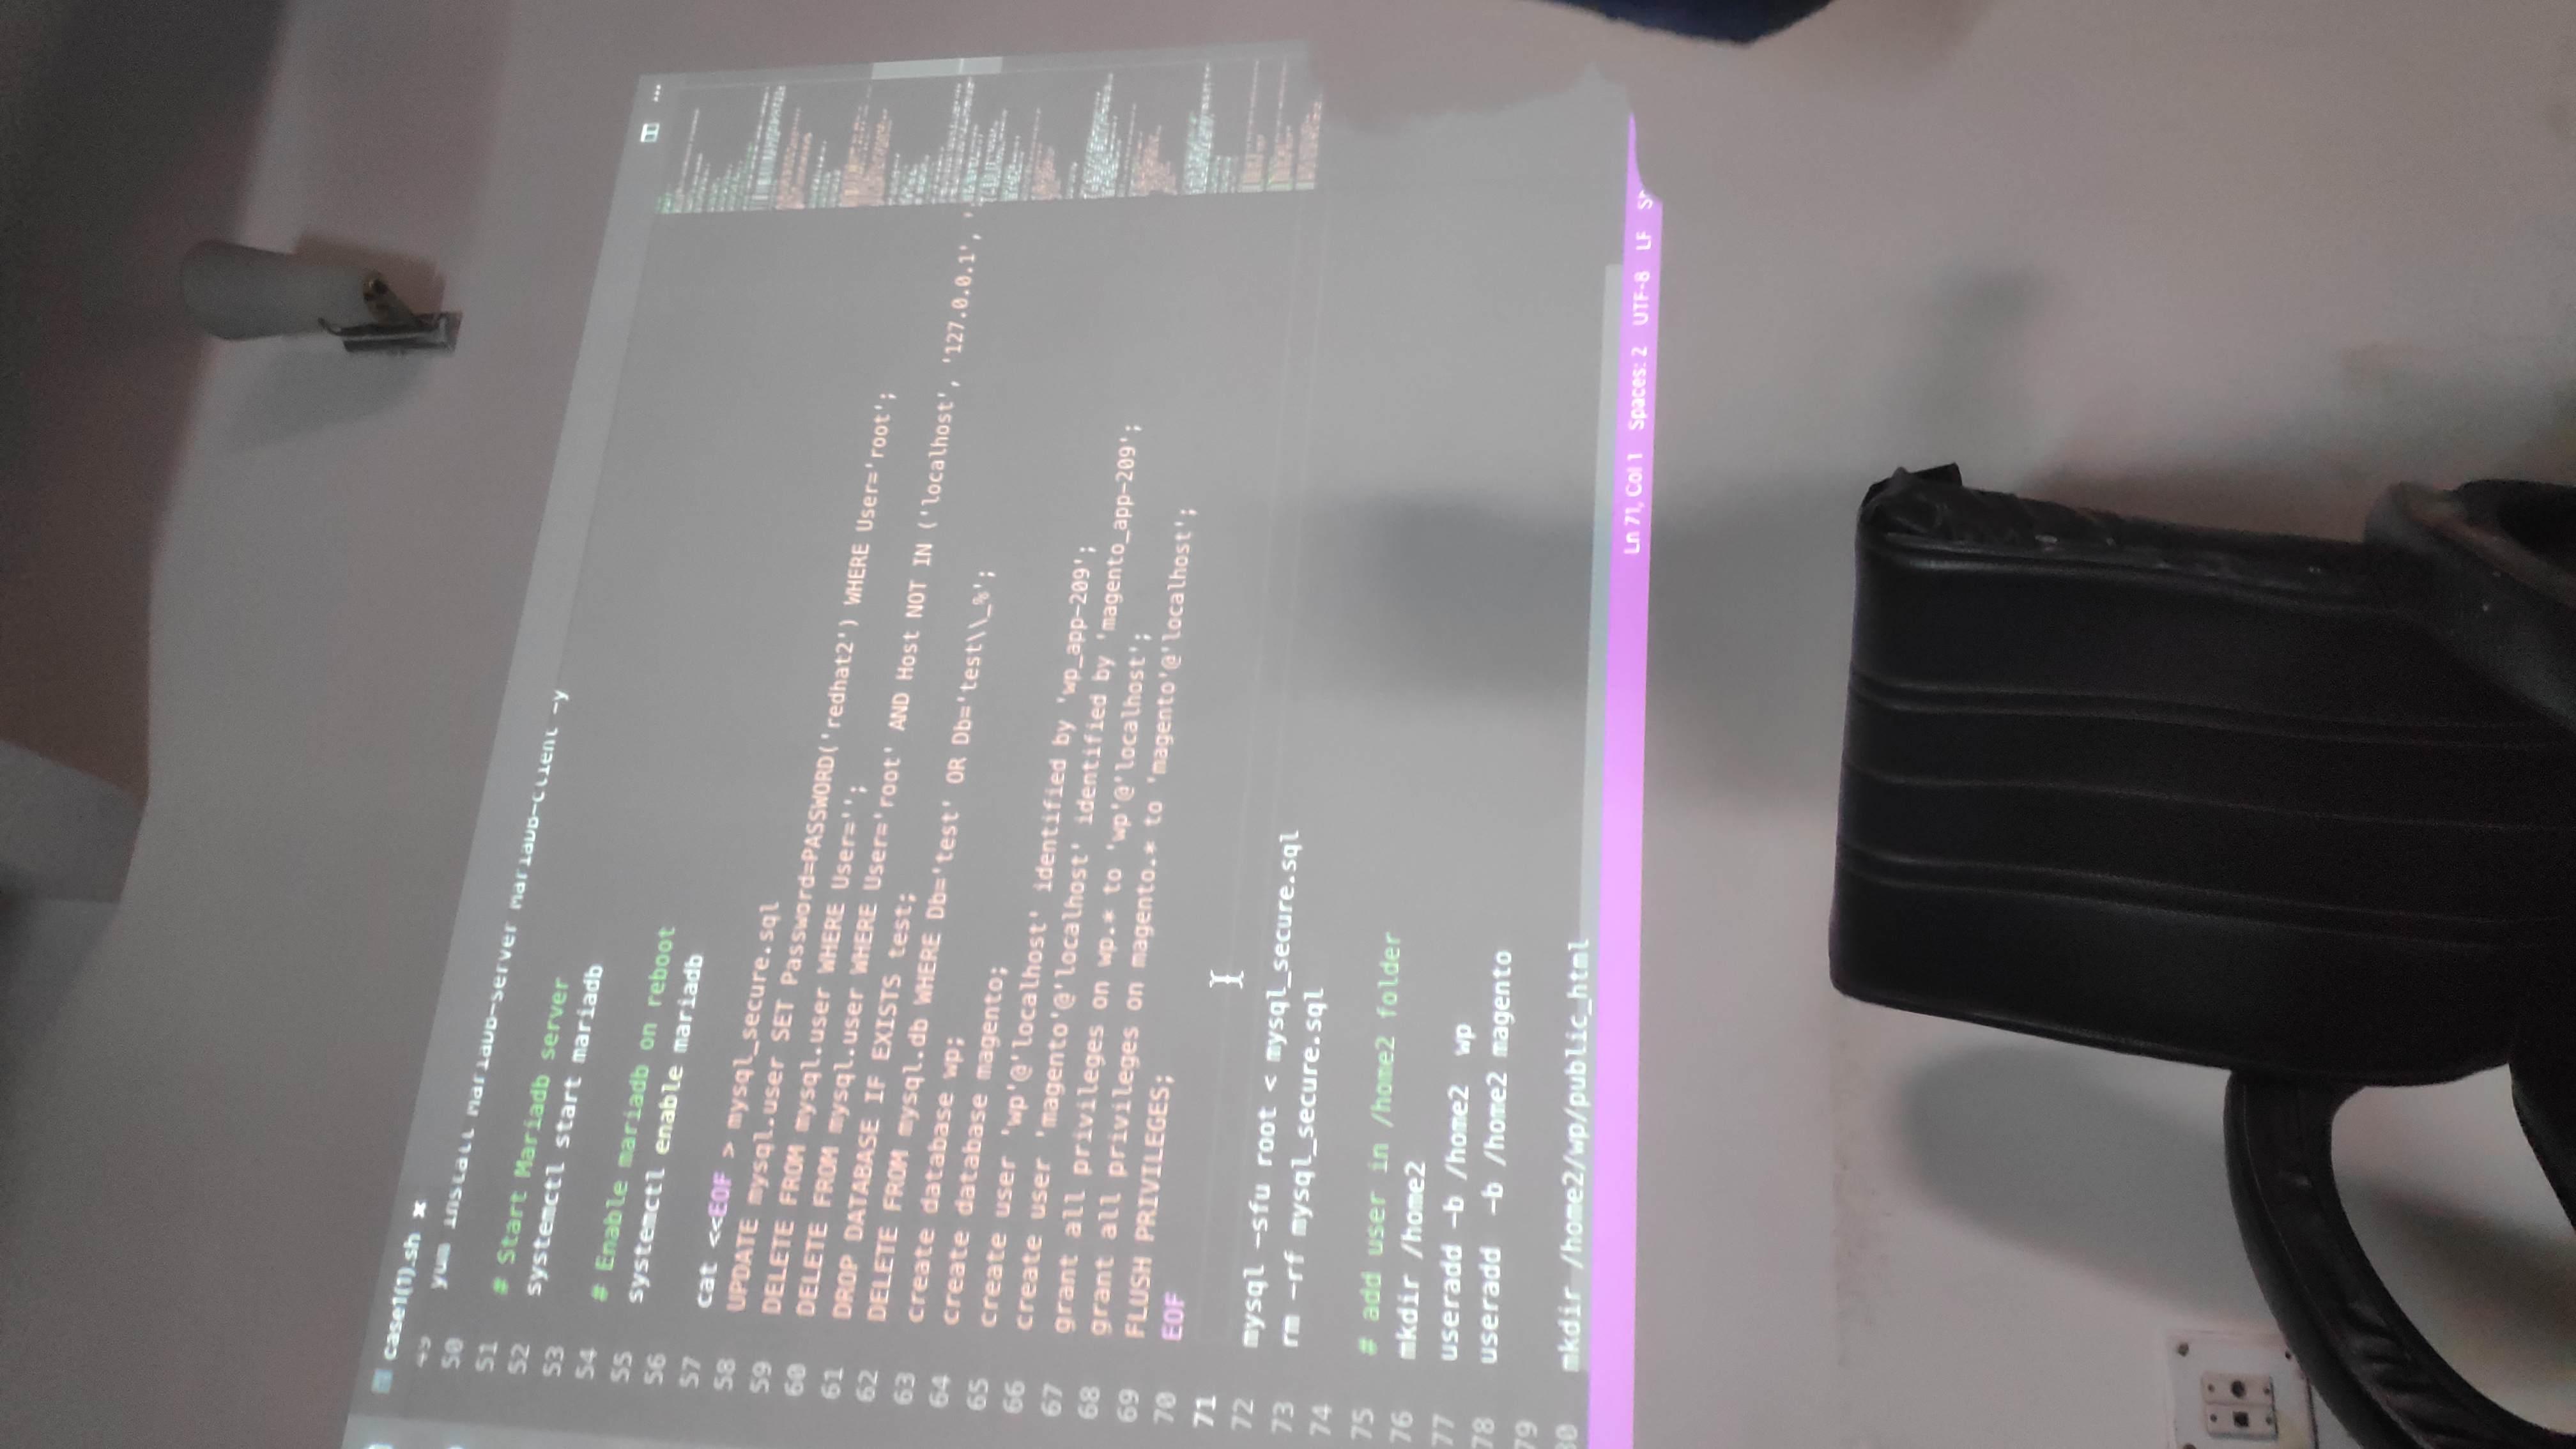 case1(1).sh ×
49 yum install MariaDB-server MariaDB-client -y
50
51 # Start Mariadb server
52 systemctl start mariadb
53
54 # Enable mariadb on reboot
55 systemctl enable mariadb
56
57 cat <<EOF > mysql_secure.sql
58 UPDATE mysql.user SET Password=PASSWORD('redhat2') WHERE User='root';
59 DELETE FROM mysql.user WHERE User='';
60 DELETE FROM mysql.user WHERE User='root' AND Host NOT IN ('localhost', '127.0.0.1', '
61 DROP DATABASE IF EXISTS test;
62 DELETE FROM mysql.db WHERE Db='test' OR Db='test\\_%';
63 create database wp;
64 create database magento;
65 create user 'wp'@'localhost' identified by 'wp_app-209';
66 create user 'magento'@'localhost' identified by 'magento_app-209';
67 grant all privileges on wp.* to 'wp'@'localhost';
68 grant all privileges on magento.* to 'magento'@'localhost';
69 FLUSH PRIVILEGES;
70 EOF
71
72 mysql -sfu root < mysql_secure.sql
73 rm -rf mysql_secure.sql
74
75 # add user in /home2 folder
76 mkdir /home2
77 useradd -b /home2  wp
78 useradd  -b /home2 magento
79
80 mkdir /home2/wp/public_html
Ln 71, Col 1 Spaces: 2 UTF-8 LF